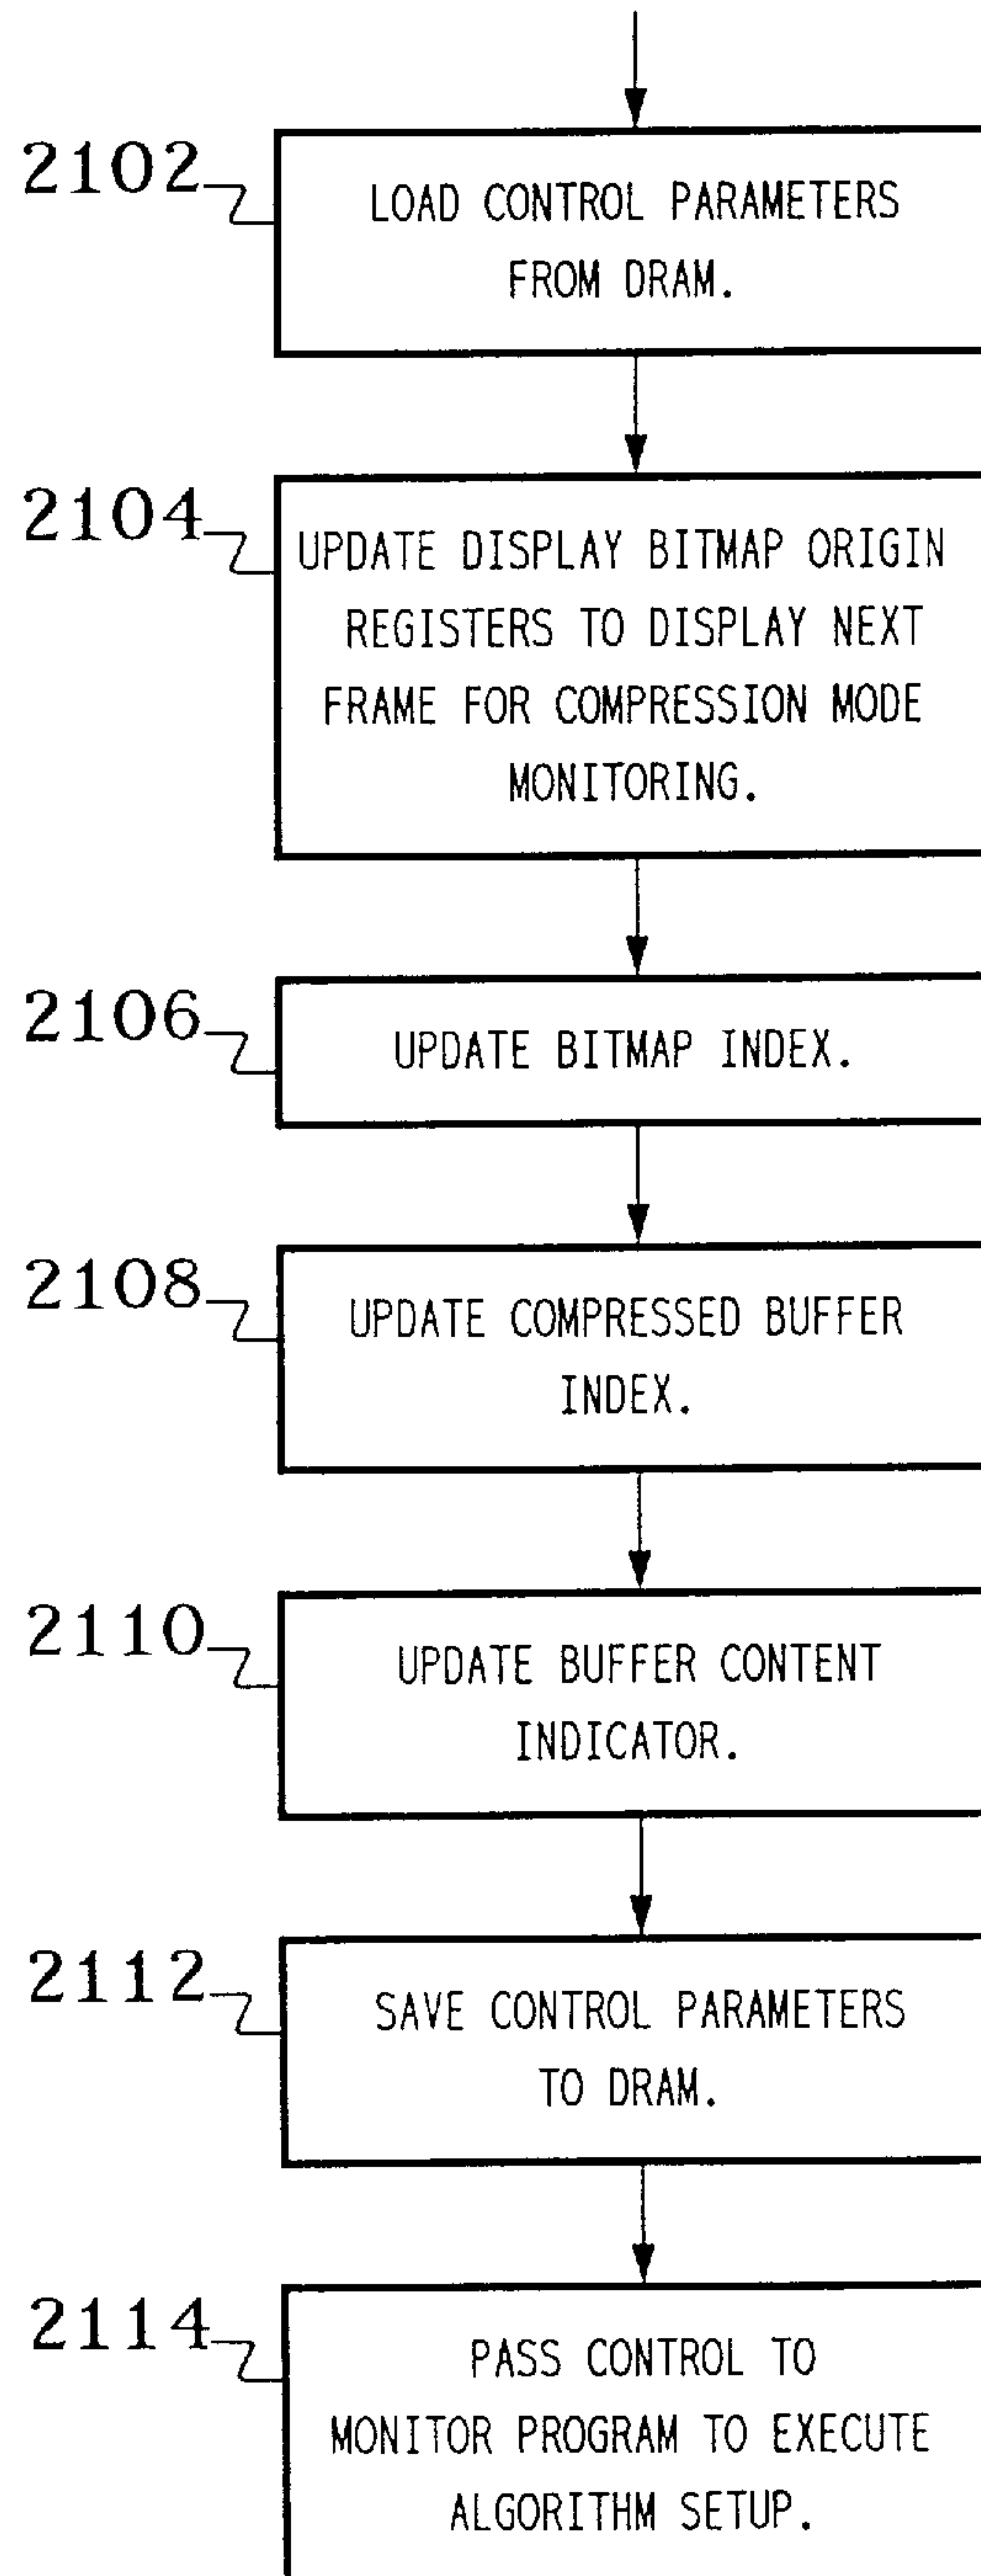 2102
LOAD CONTROL PARAMETERS
FROM DRAM.
2104
UPDATE DISPLAY BITMAP ORIGIN
REGISTERS TO DISPLAY NEXT
FRAME FOR COMPRESSION MODE
MONITORING.
2106
UPDATE BITMAP INDEX.
2108
UPDATE COMPRESSED BUFFER
INDEX.
2110
UPDATE BUFFER CONTENT
INDICATOR.
2112
SAVE CONTROL PARAMETERS
TO DRAM.
2114
PASS CONTROL TO
MONITOR PROGRAM TO EXECUTE
ALGORITHM SETUP.